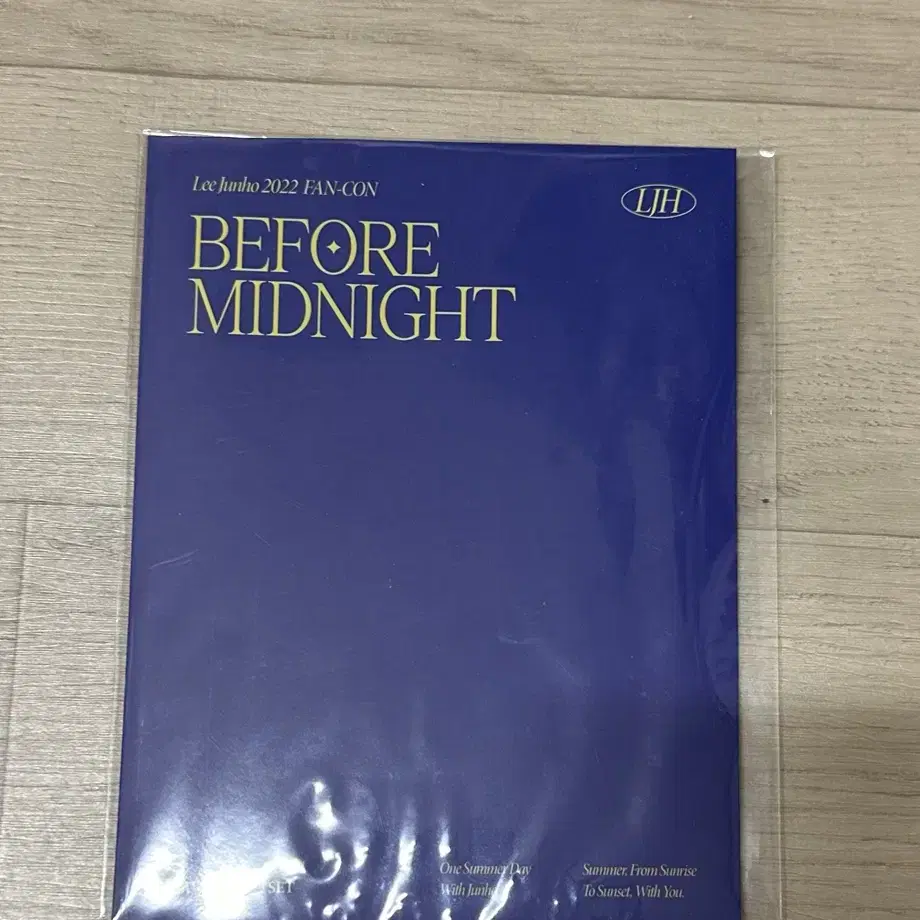 Lee Junho 2022 FAN-CON
LJH
BEFORE
MIDNIGHT
One Summer Day
With Junho
Summer, From Sunrise
To Sunset, With You.
SET